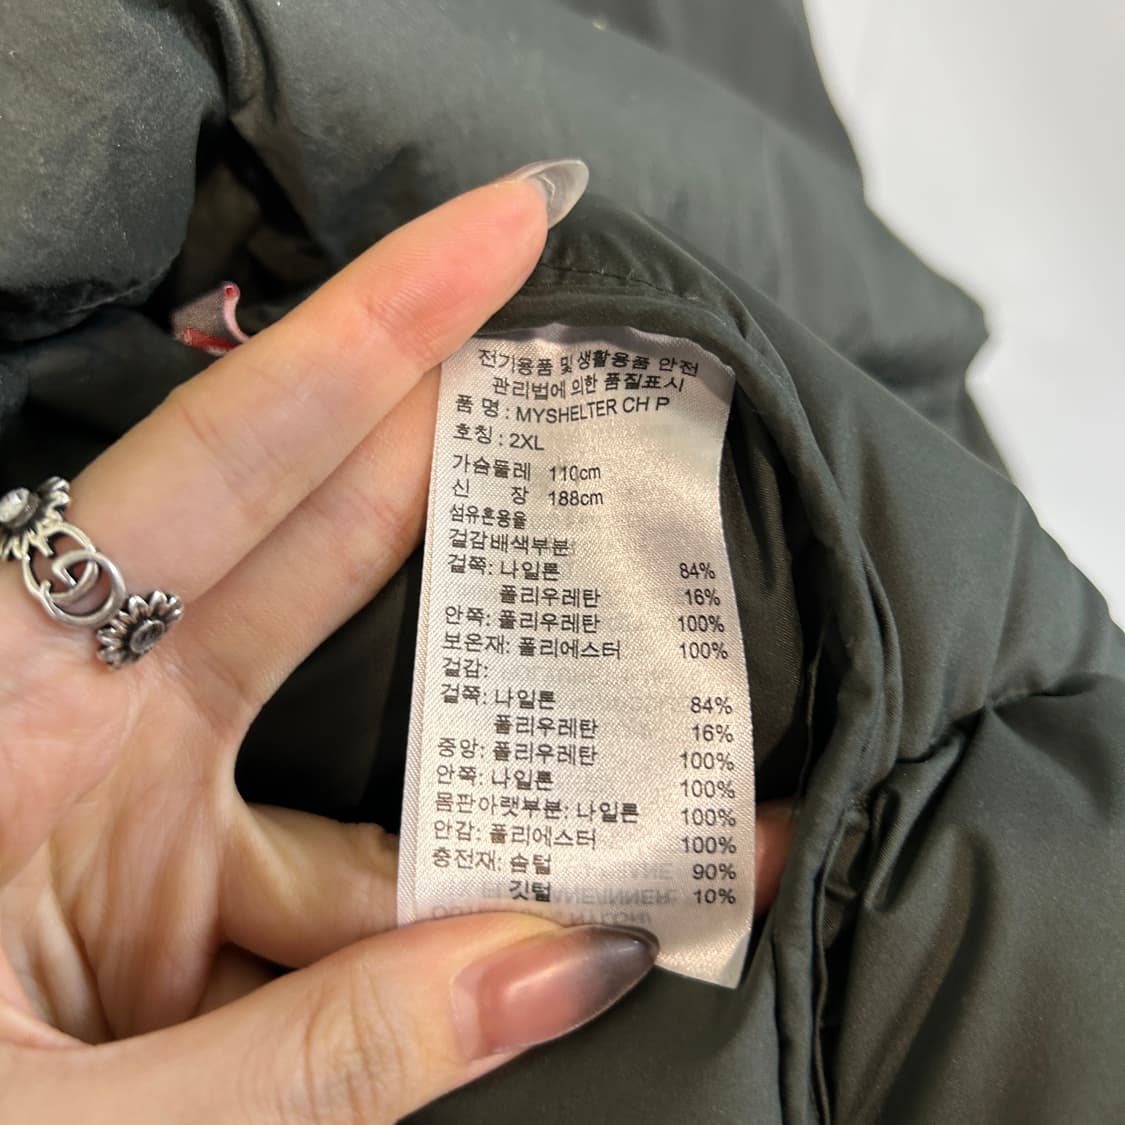 전기용품 및 생활용품 안전
관리법에 의한 품질표시
품 명 : MYSHELTER CH P
호칭 : 2XL
가슴둘레 110cm
신 장 188cm
섬유혼용율
겉감배색부분:
겉쪽: 나일론 84%
폴리우레탄 16%
안쪽: 폴리우레탄 100%
보온재: 폴리에스터 100%
겉감:
겉쪽: 나일론 84%
폴리우레탄 16%
중앙: 폴리우레탄 100%
안쪽: 나일론 100%
몸판아랫부분: 나일론 100%
안감: 폴리에스터 100%
충전재: 솜털 90%
깃털 10%